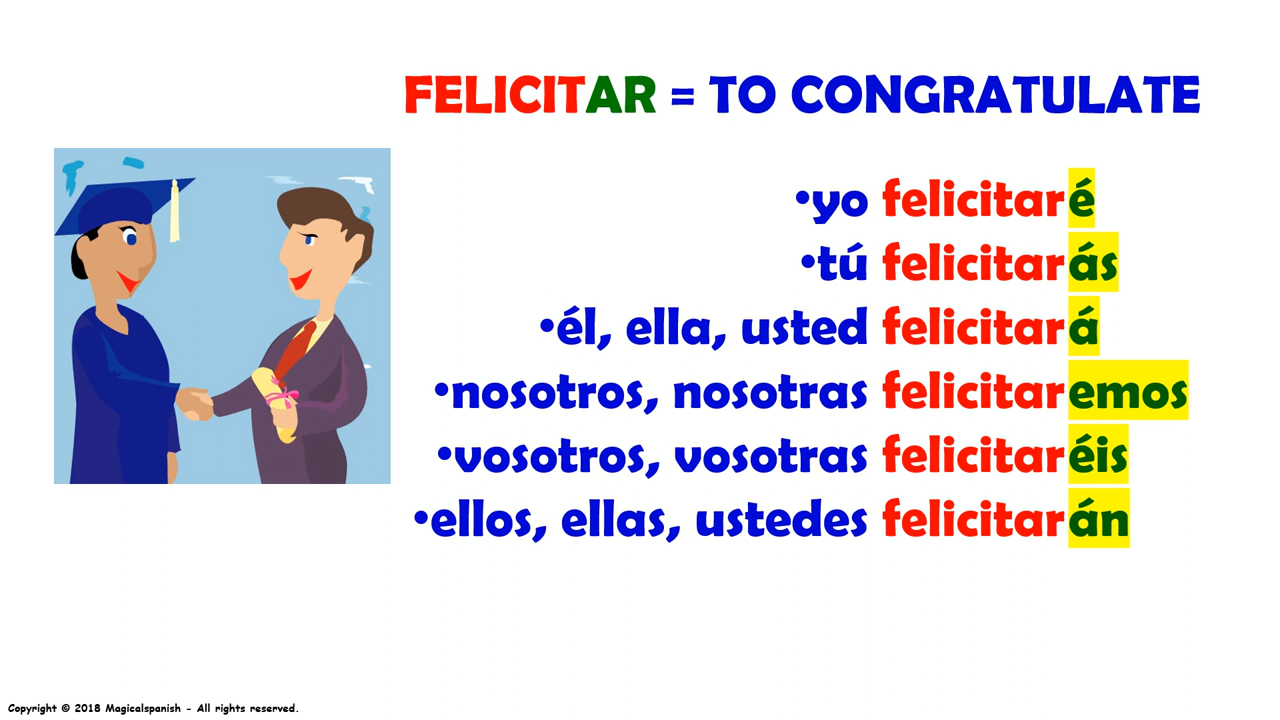 FELICITAR = TO CONGRATULATE
•yo felicitaré
•tú felicitarás
•él, ella, usted felicitará
•nosotros, nosotras felicitaremos
•vosotros, vosotras felicitaréis
•ellos, ellas, ustedes felicitarán
Copyright © 2018 Magicalspanish - All rights reserved.